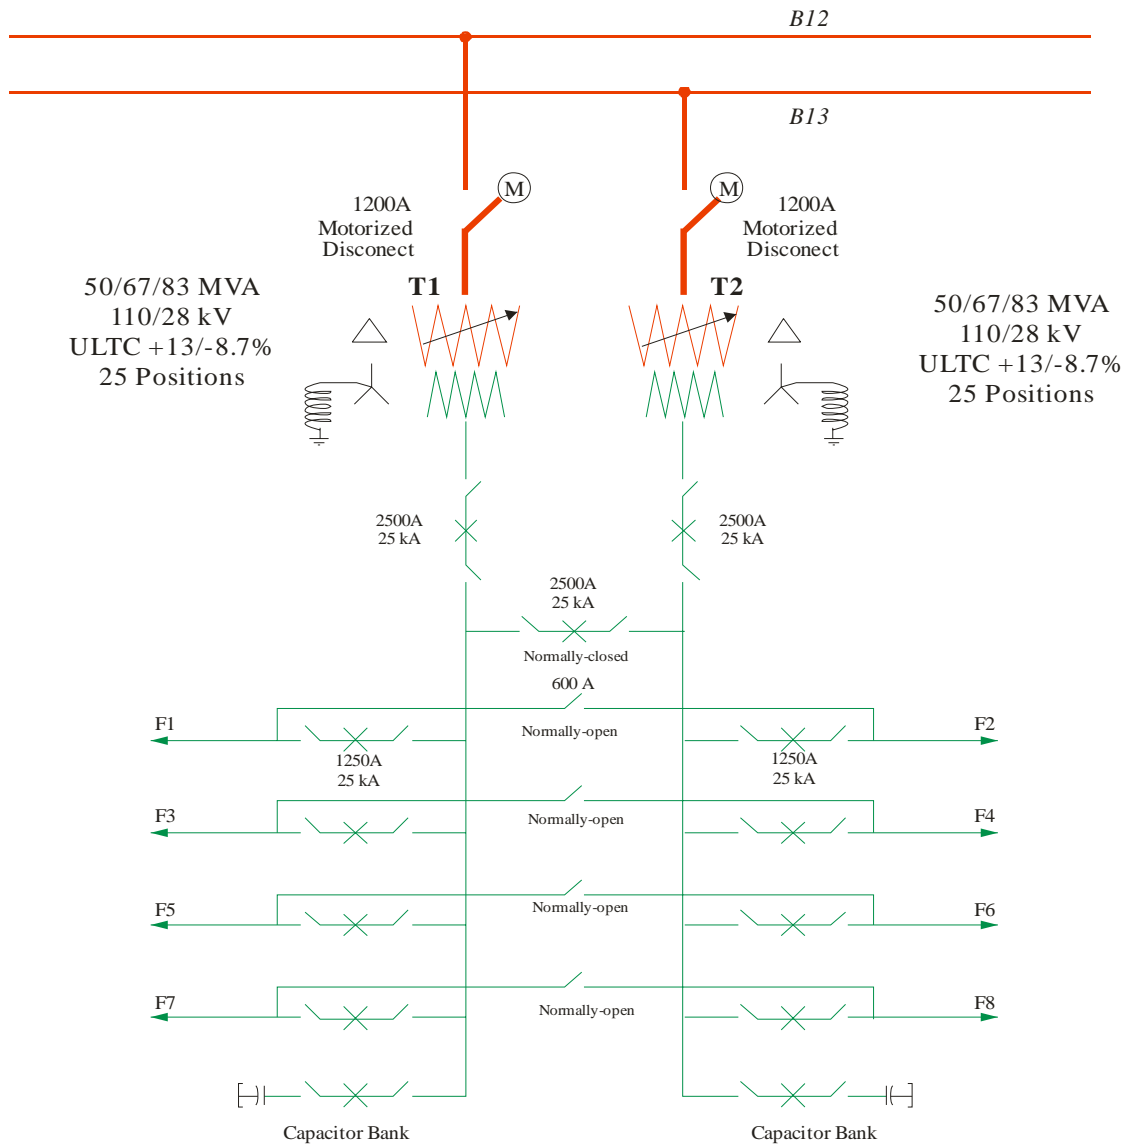 B12
B13
M
M
1200A
Motorized
Disconect
1200A
Motorized
Disconect
T1
T2
50/67/83 MVA
110/28 kV
ULTC +13/-8.7%
25 Positions
50/67/83 MVA
110/28 kV
ULTC +13/-8.7%
25 Positions
2500A
25 kA
2500A
25 kA
2500A
25 kA
Normally-closed
600 A
Normally-open
F1
F2
1250A
25 kA
1250A
25 kA
F3
F4
Normally-open
F5
F6
Normally-open
F7
F8
Normally-open
Capacitor Bank
Capacitor Bank